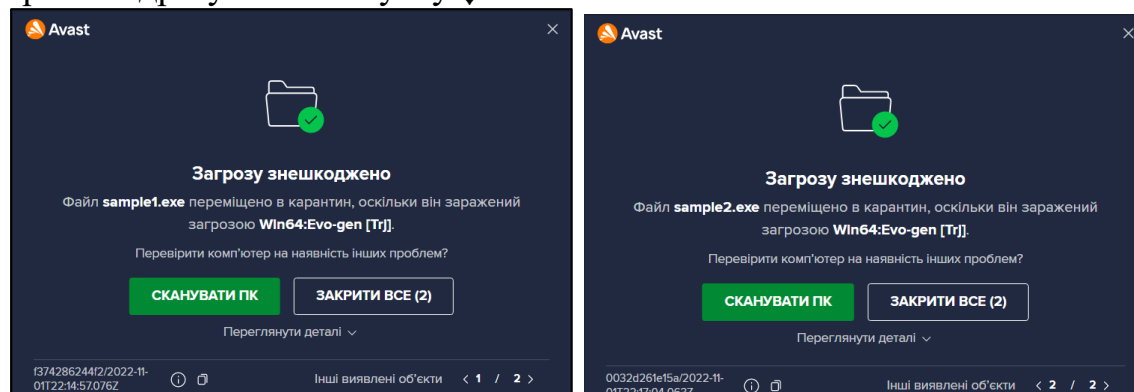 Avast
Загрозу знешкоджено
Файл sample1.exe переміщено в карантин, оскільки він заражений
загрозою Win64:Evo-gen [Trj].
Перевірити комп'ютер на наявність інших проблем?
СКАНУВАТИ ПК
ЗАКРИТИ ВСЕ (2)
Переглянути деталі
f374286244f2/2022-11-
01T22:14:57.076Z
Інші виявлені об'єкти < 1 / 2 >
Avast
Загрозу знешкоджено
Файл sample2.exe переміщено в карантин, оскільки він заражений
загрозою Win64:Evo-gen [Trj].
Перевірити комп'ютер на наявність інших проблем?
СКАНУВАТИ ПК
ЗАКРИТИ ВСЕ (2)
Переглянути деталі
0032d261e15a/2022-11-
01T22:17:04.062Z
Інші виявлені об'єкти < 2 / 2 >